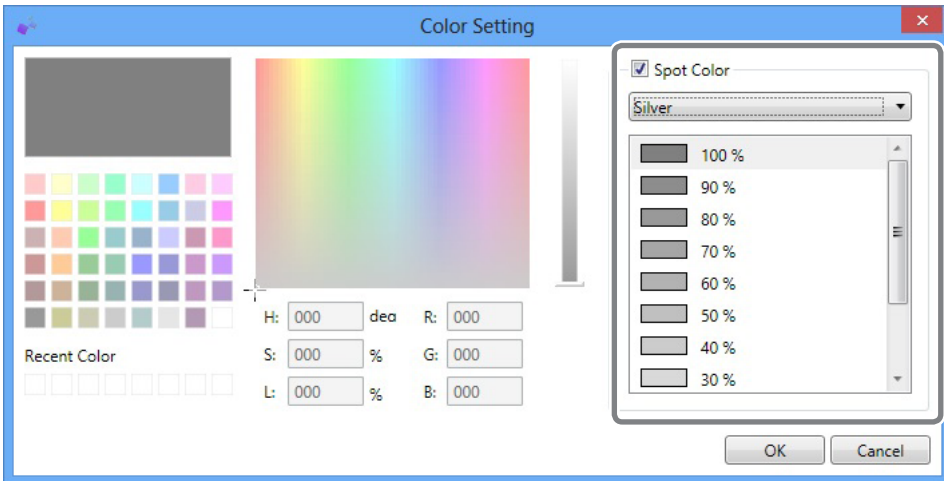 Color Setting
Spot Color
Silver
100 %
90 %
80 %
70 %
60 %
50 %
40 %
30 %
H: 000 dea R: 000
S: 000 % G: 000
L: 000 % B: 000
Recent Color
OK Cancel